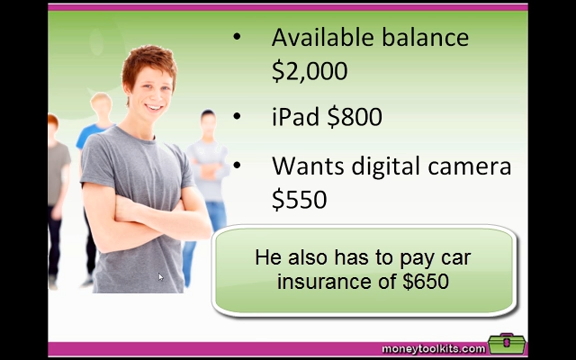 • Available balance
$2,000
• iPad $800
• Wants digital camera
$550
He also has to pay car
insurance of $650
moneytoolkits.com